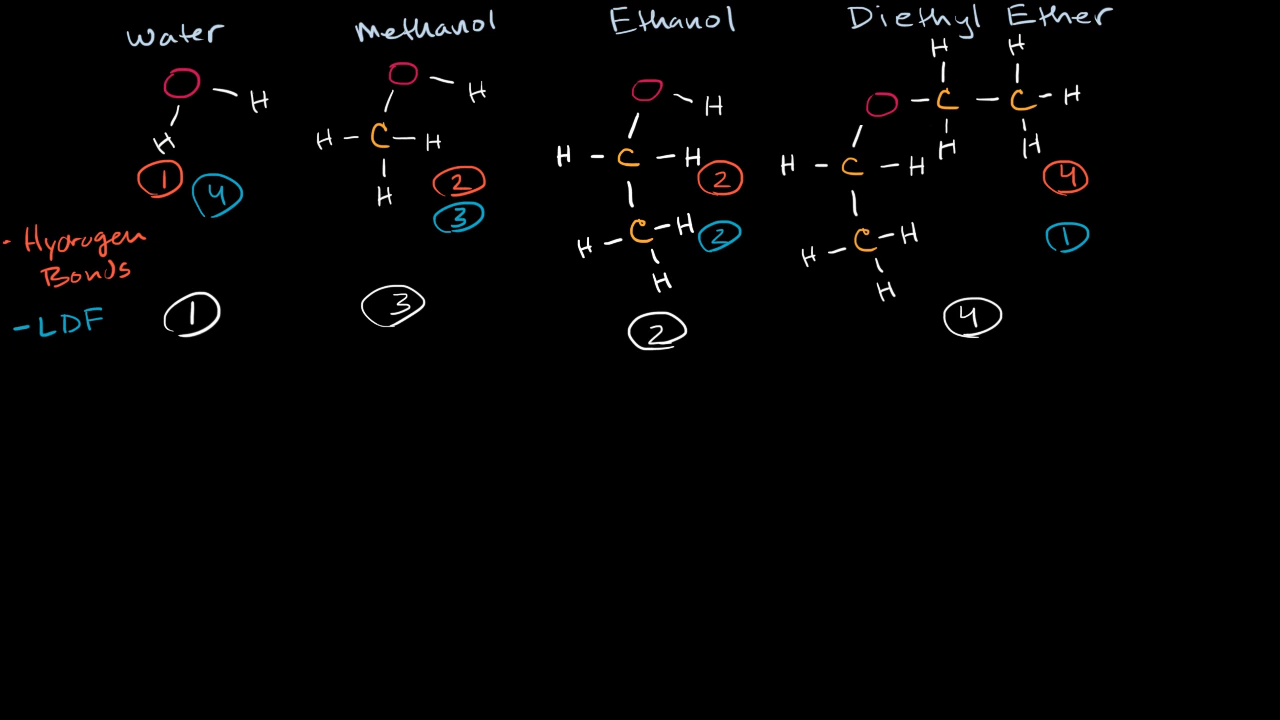 Water Methanol Ethanol Diethyl Ether
H H
O H O H O H O - C - C - H
H H - C - H H - C - H H - C - H H H
1 4 H 2 2 4
3 H - C - H 2 H - C - H 1
· Hydrogen
Bonds H H
- LDF 1 3 2 4